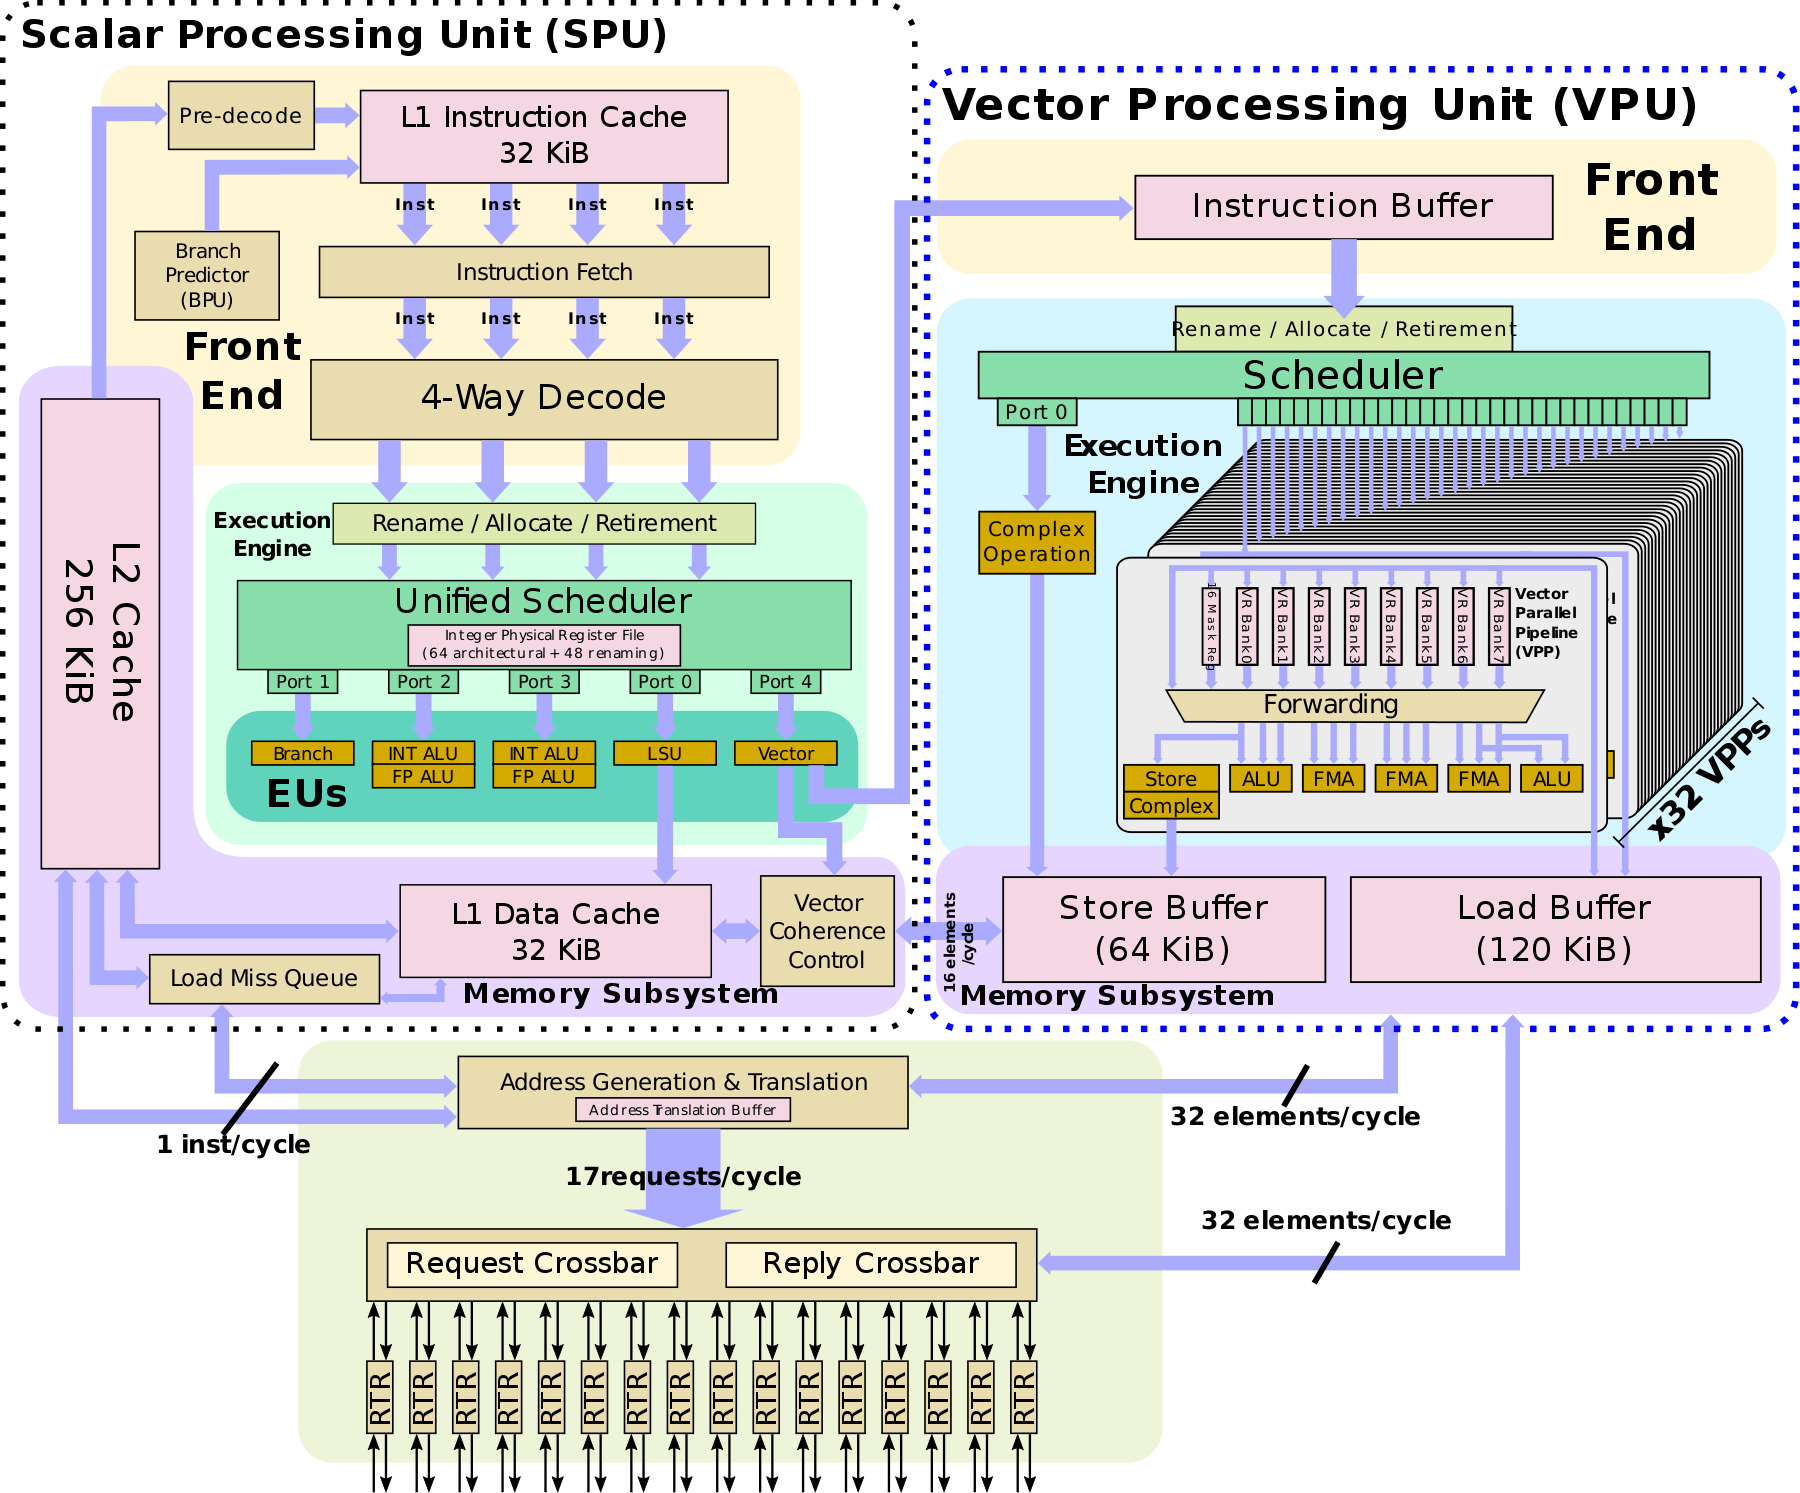 Scalar Processing Unit (SPU)
Pre-decode
L1 Instruction Cache
32 KiB
Inst Inst Inst Inst
Branch
Predictor
(BPU)
Instruction Fetch
Inst Inst Inst Inst
Front
End
4-Way Decode
L2 Cache
256 KiB
Execution
Engine
Rename / Allocate / Retirement
Unified Scheduler
Integer Physical Register File
(64 architectural + 48 renaming)
Port 1 Port 2 Port 3 Port 0 Port 4
Branch INT ALU INT ALU LSU Vector
FP ALU FP ALU
EUs
L1 Data Cache
32 KiB
Vector
Coherence
Control
Load Miss Queue
Memory Subsystem
Vector Processing Unit (VPU)
Instruction Buffer
Front
End
Rename / Allocate / Retirement
Scheduler
Port 0
Execution
Engine
Complex
Operation
16 Mask Reg
VR Bank0
VR Bank1
VR Bank2
VR Bank3
VR Bank4
VR Bank5
VR Bank6
VR Bank7
Vector
Parallel
Pipeline
(VPP)
l
e
Forwarding
Store ALU FMA FMA FMA ALU
Complex
x32 VPPs
16 elements
/cycle
Store Buffer
(64 KiB)
Load Buffer
(120 KiB)
Memory Subsystem
Address Generation & Translation
Address Translation Buffer
1 inst/cycle
32 elements/cycle
17requests/cycle
32 elements/cycle
Request Crossbar
Reply Crossbar
RTR RTR RTR RTR RTR RTR RTR RTR RTR RTR RTR RTR RTR RTR RTR RTR